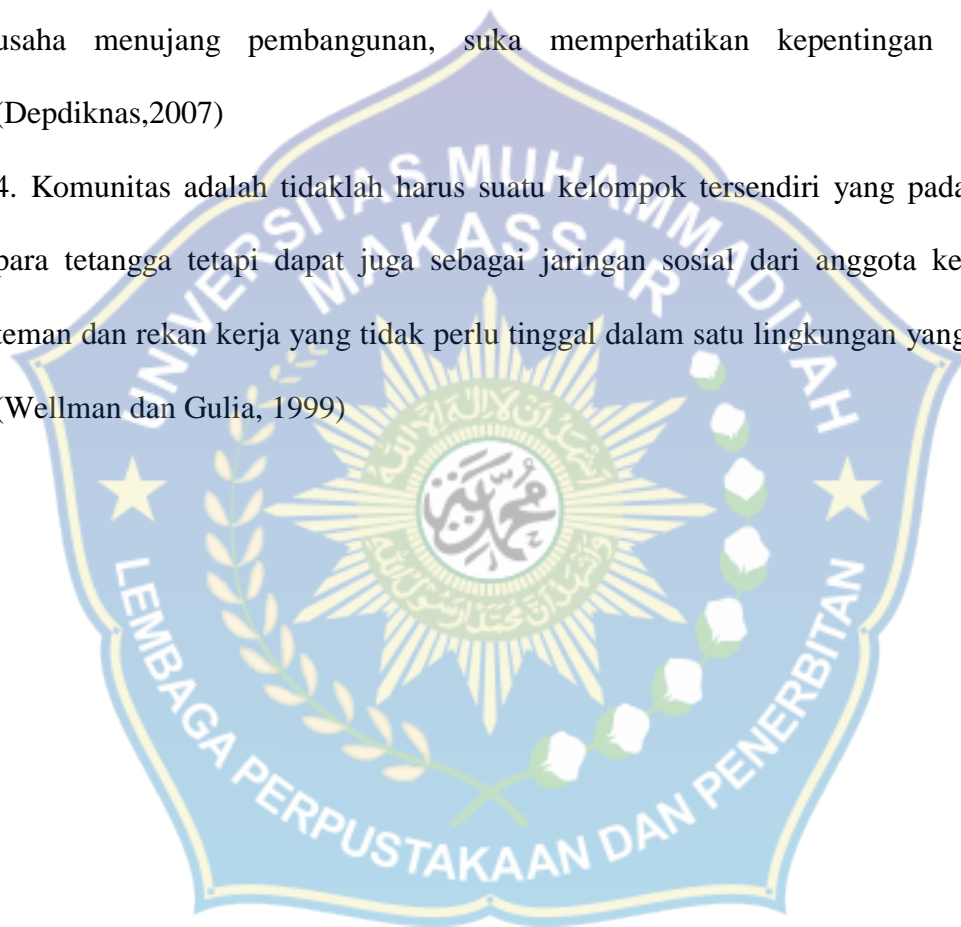 usaha menujang pembangunan, suka memperhatikan kepentingan
(Depdiknas,2007)
4. Komunitas adalah tidaklah harus suatu kelompok tersendiri yang pada
para tetangga tetapi dapat juga sebagai jaringan sosial dari anggota ke
teman dan rekan kerja yang tidak perlu tinggal dalam satu lingkungan yang
(Wellman dan Gulia, 1999)
UNIVERSITAS MUHAMMADIYAH
MAKASSAR
LEMBAGA PERPUSTAKAAN DAN PENERBITAN